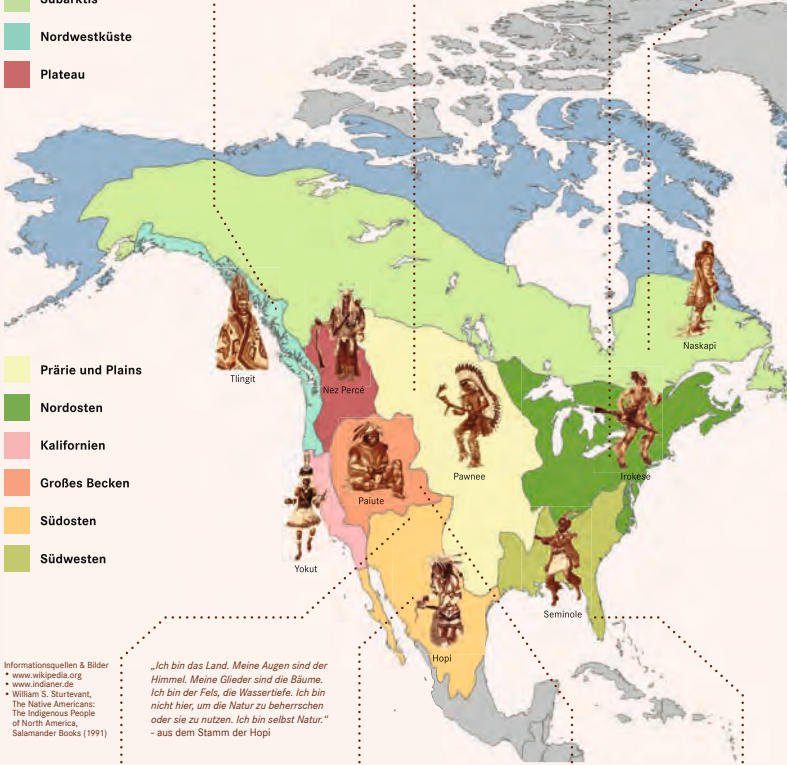 Subarktis
Nordwestküste
Plateau
Naskapi
Tlingit
Nez Percé
Prärie und Plains
Nordosten
Kalifornien
Großes Becken
Südosten
Südwesten
Pawnee
Irokese
Paiute
Yokut
Seminole
Hopi
Informationsquellen & Bilder
• www.wikipedia.org
• www.indianer.de
• William S. Sturtevant,
The Native Americans:
The Indigenous People
of North America,
Salamander Books (1991)
„Ich bin das Land. Meine Augen sind der
Himmel. Meine Glieder sind die Bäume.
Ich bin der Fels, die Wassertiefe. Ich bin
nicht hier, um die Natur zu beherrschen
oder sie zu nutzen. Ich bin selbst Natur.“
- aus dem Stamm der Hopi